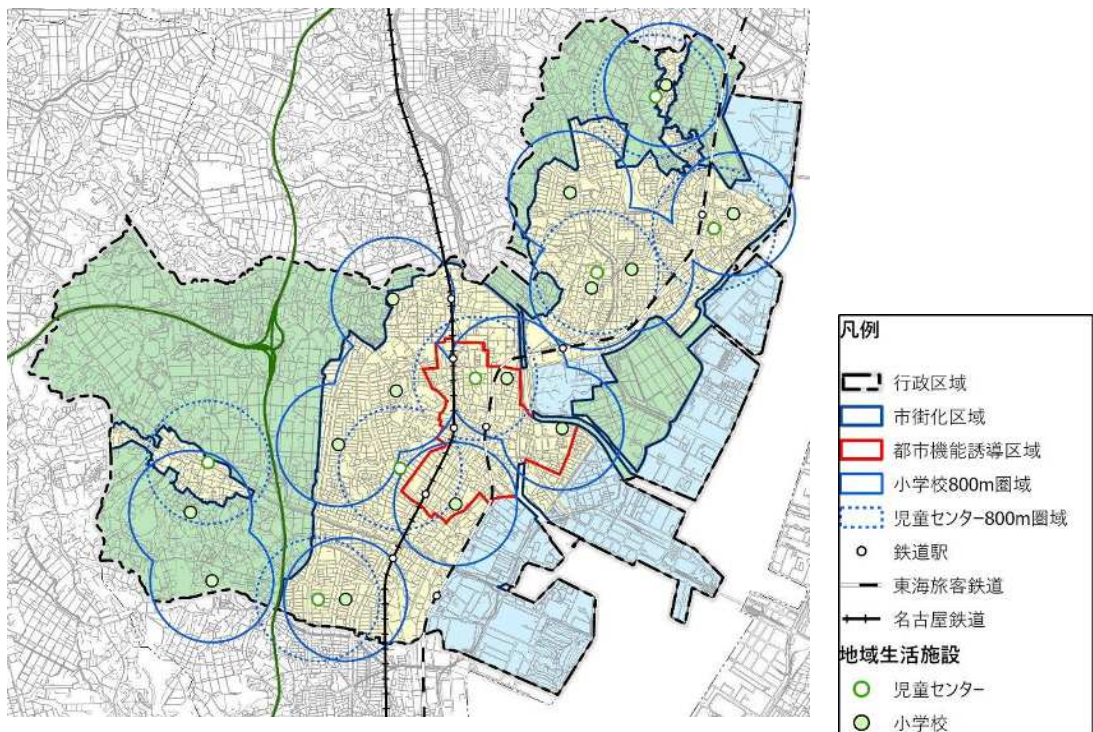 凡例
行政区域
市街化区域
都市機能誘導区域
小学校800m圏域
児童センター800m圏域
鉄道駅
東海旅客鉄道
名古屋鉄道
地域生活施設
児童センター
小学校